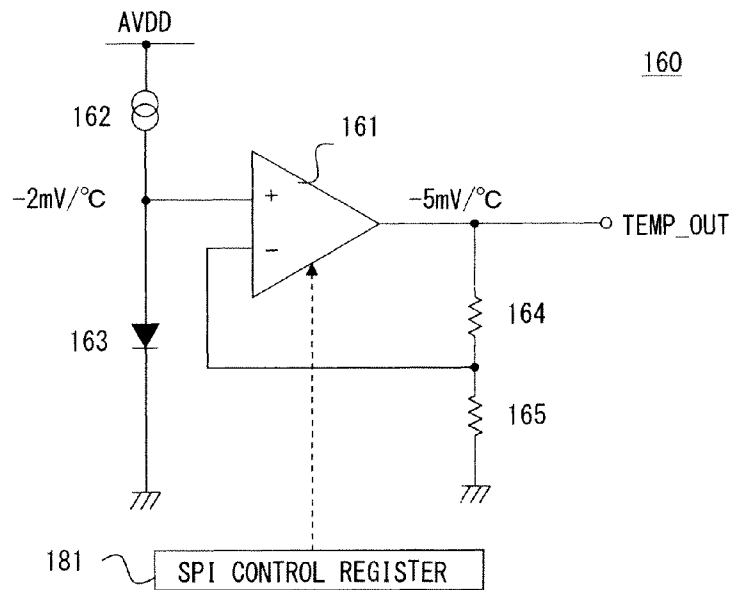 AVDD
160
162
161
-2mV/°C
-5mV/°C
+
−
TEMP_OUT
163
164
165
181
SPI CONTROL REGISTER